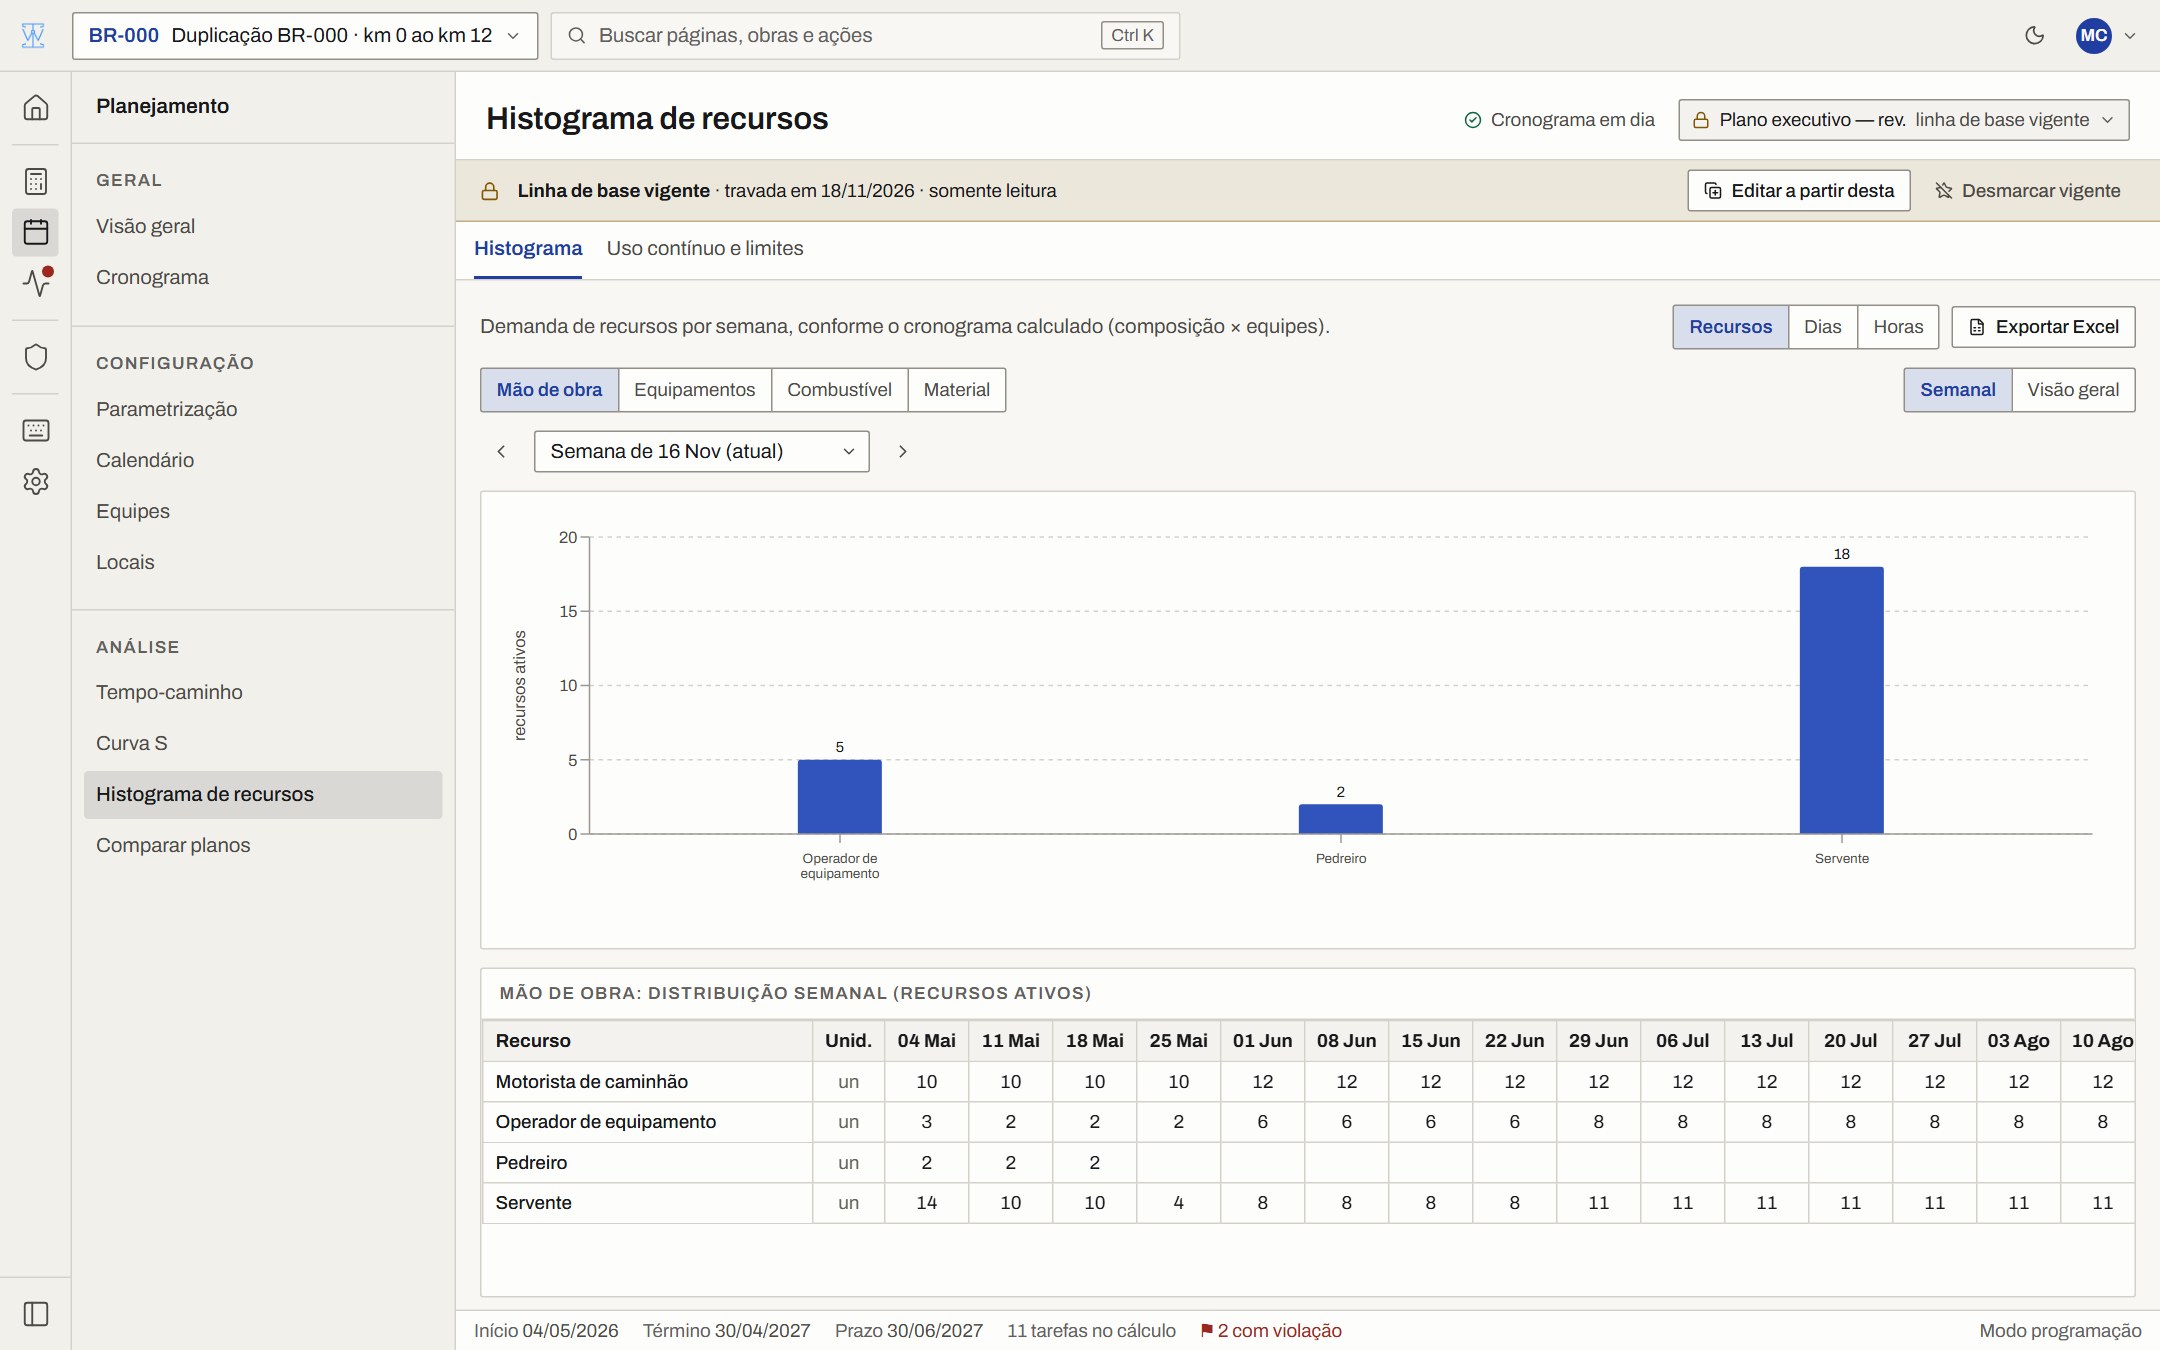 BR-000 Duplicação BR-000 · km 0 ao km 12
Buscar páginas, obras e ações
Ctrl K
MC
Planejamento
GERAL
Visão geral
Cronograma
CONFIGURAÇÃO
Parametrização
Calendário
Equipes
Locais
ANÁLISE
Tempo-caminho
Curva S
Histograma de recursos
Comparar planos
Histograma de recursos
Cronograma em dia
Plano executivo — rev. linha de base vigente
Linha de base vigente · travada em 18/11/2026 · somente leitura
Editar a partir desta
Desmarcar vigente
Histograma
Uso contínuo e limites
Demanda de recursos por semana, conforme o cronograma calculado (composição × equipes).
Recursos Dias Horas
Exportar Excel
Mão de obra Equipamentos Combustível Material
Semanal Visão geral
Semana de 16 Nov (atual)
recursos ativos
20
15
10
5
0
5
2
18
Operador de
equipamento
Pedreiro
Servente
MÃO DE OBRA: DISTRIBUIÇÃO SEMANAL (RECURSOS ATIVOS)
Recurso Unid. 04 Mai 11 Mai 18 Mai 25 Mai 01 Jun 08 Jun 15 Jun 22 Jun 29 Jun 06 Jul 13 Jul 20 Jul 27 Jul 03 Ago 10 Ago
Motorista de caminhão un 10 10 10 10 12 12 12 12 12 12 12 12 12 12 12
Operador de equipamento un 3 2 2 2 6 6 6 6 8 8 8 8 8 8 8
Pedreiro un 2 2 2
Servente un 14 10 10 4 8 8 8 8 11 11 11 11 11 11 11
Início 04/05/2026 Término 30/04/2027 Prazo 30/06/2027 11 tarefas no cálculo 2 com violação
Modo programação